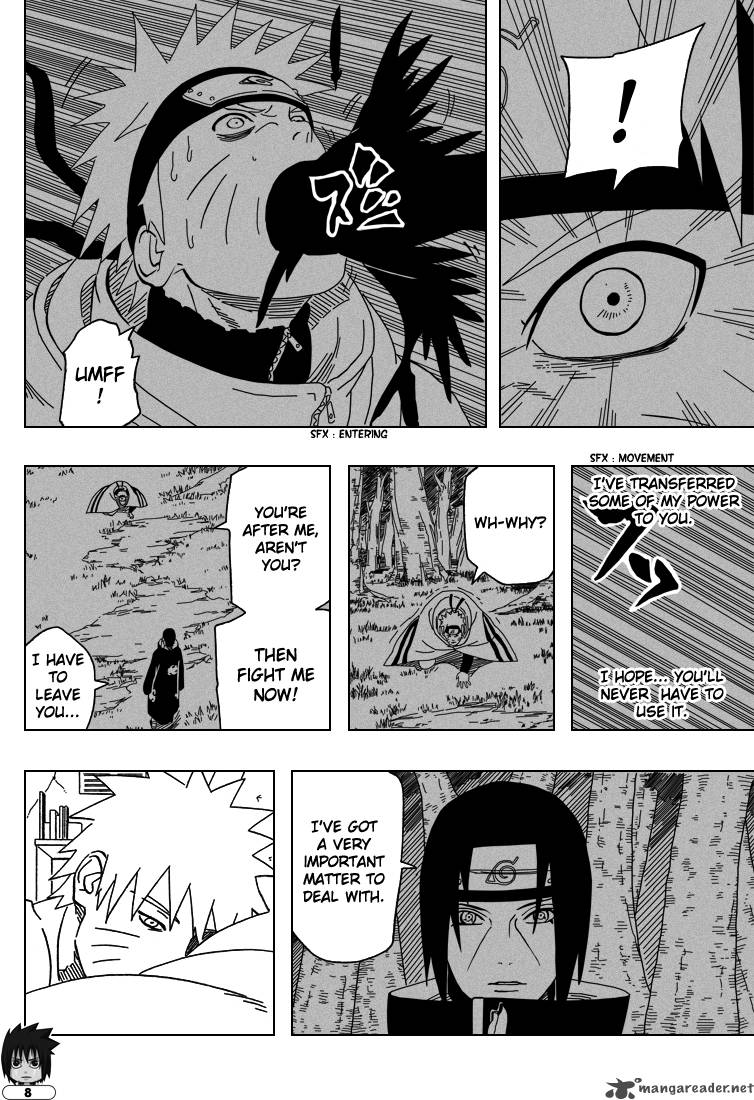 !
ズッ
UMFF
!
SFX : ENTERING
SFX : MOVEMENT
I'VE TRANSFERRED
SOME OF MY POWER
TO YOU.
I HOPE... YOU'LL
NEVER HAVE TO
USE IT.
WH-WHY?
YOU'RE
AFTER ME,
AREN'T
YOU?
THEN
FIGHT ME
NOW!
I HAVE
TO
LEAVE
YOU...
I'VE GOT
A VERY
IMPORTANT
MATTER TO
DEAL WITH.
8
mangareader.net